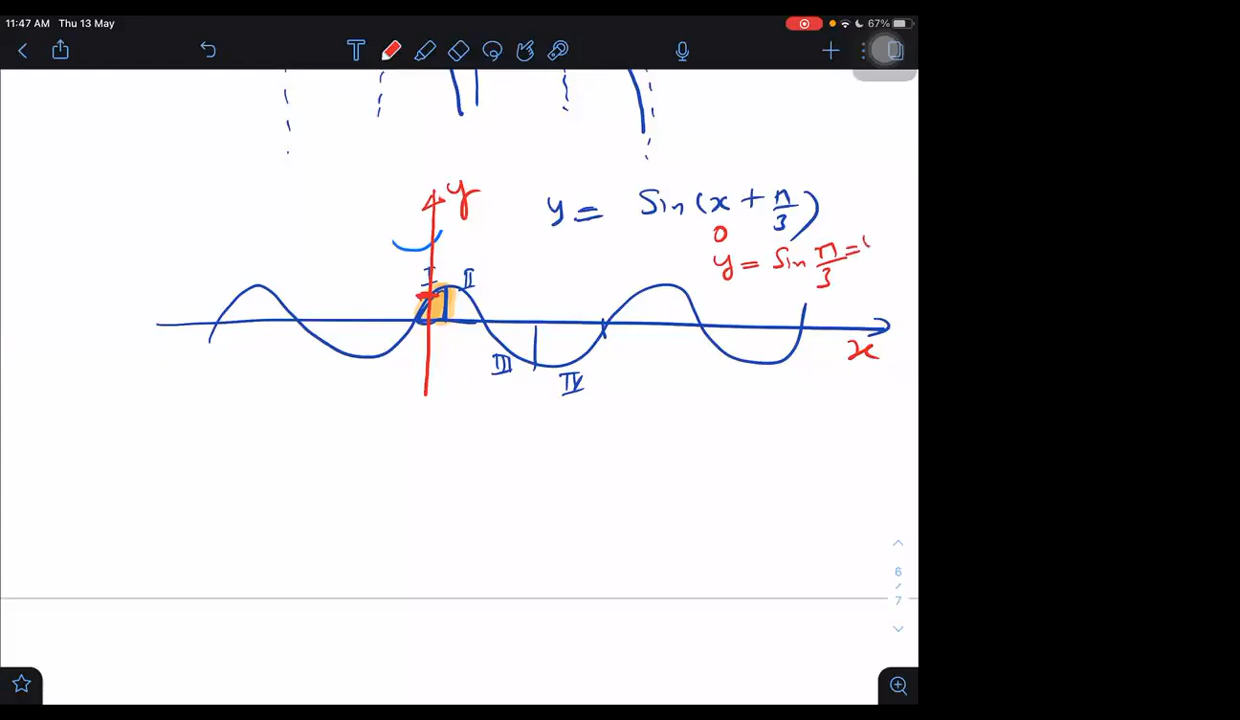 11:47 AM Thu 13 May 67%
T
y
y = Sin(x + π/3)
0
y = Sin π/3 =
I II
III
IV
x
6
7